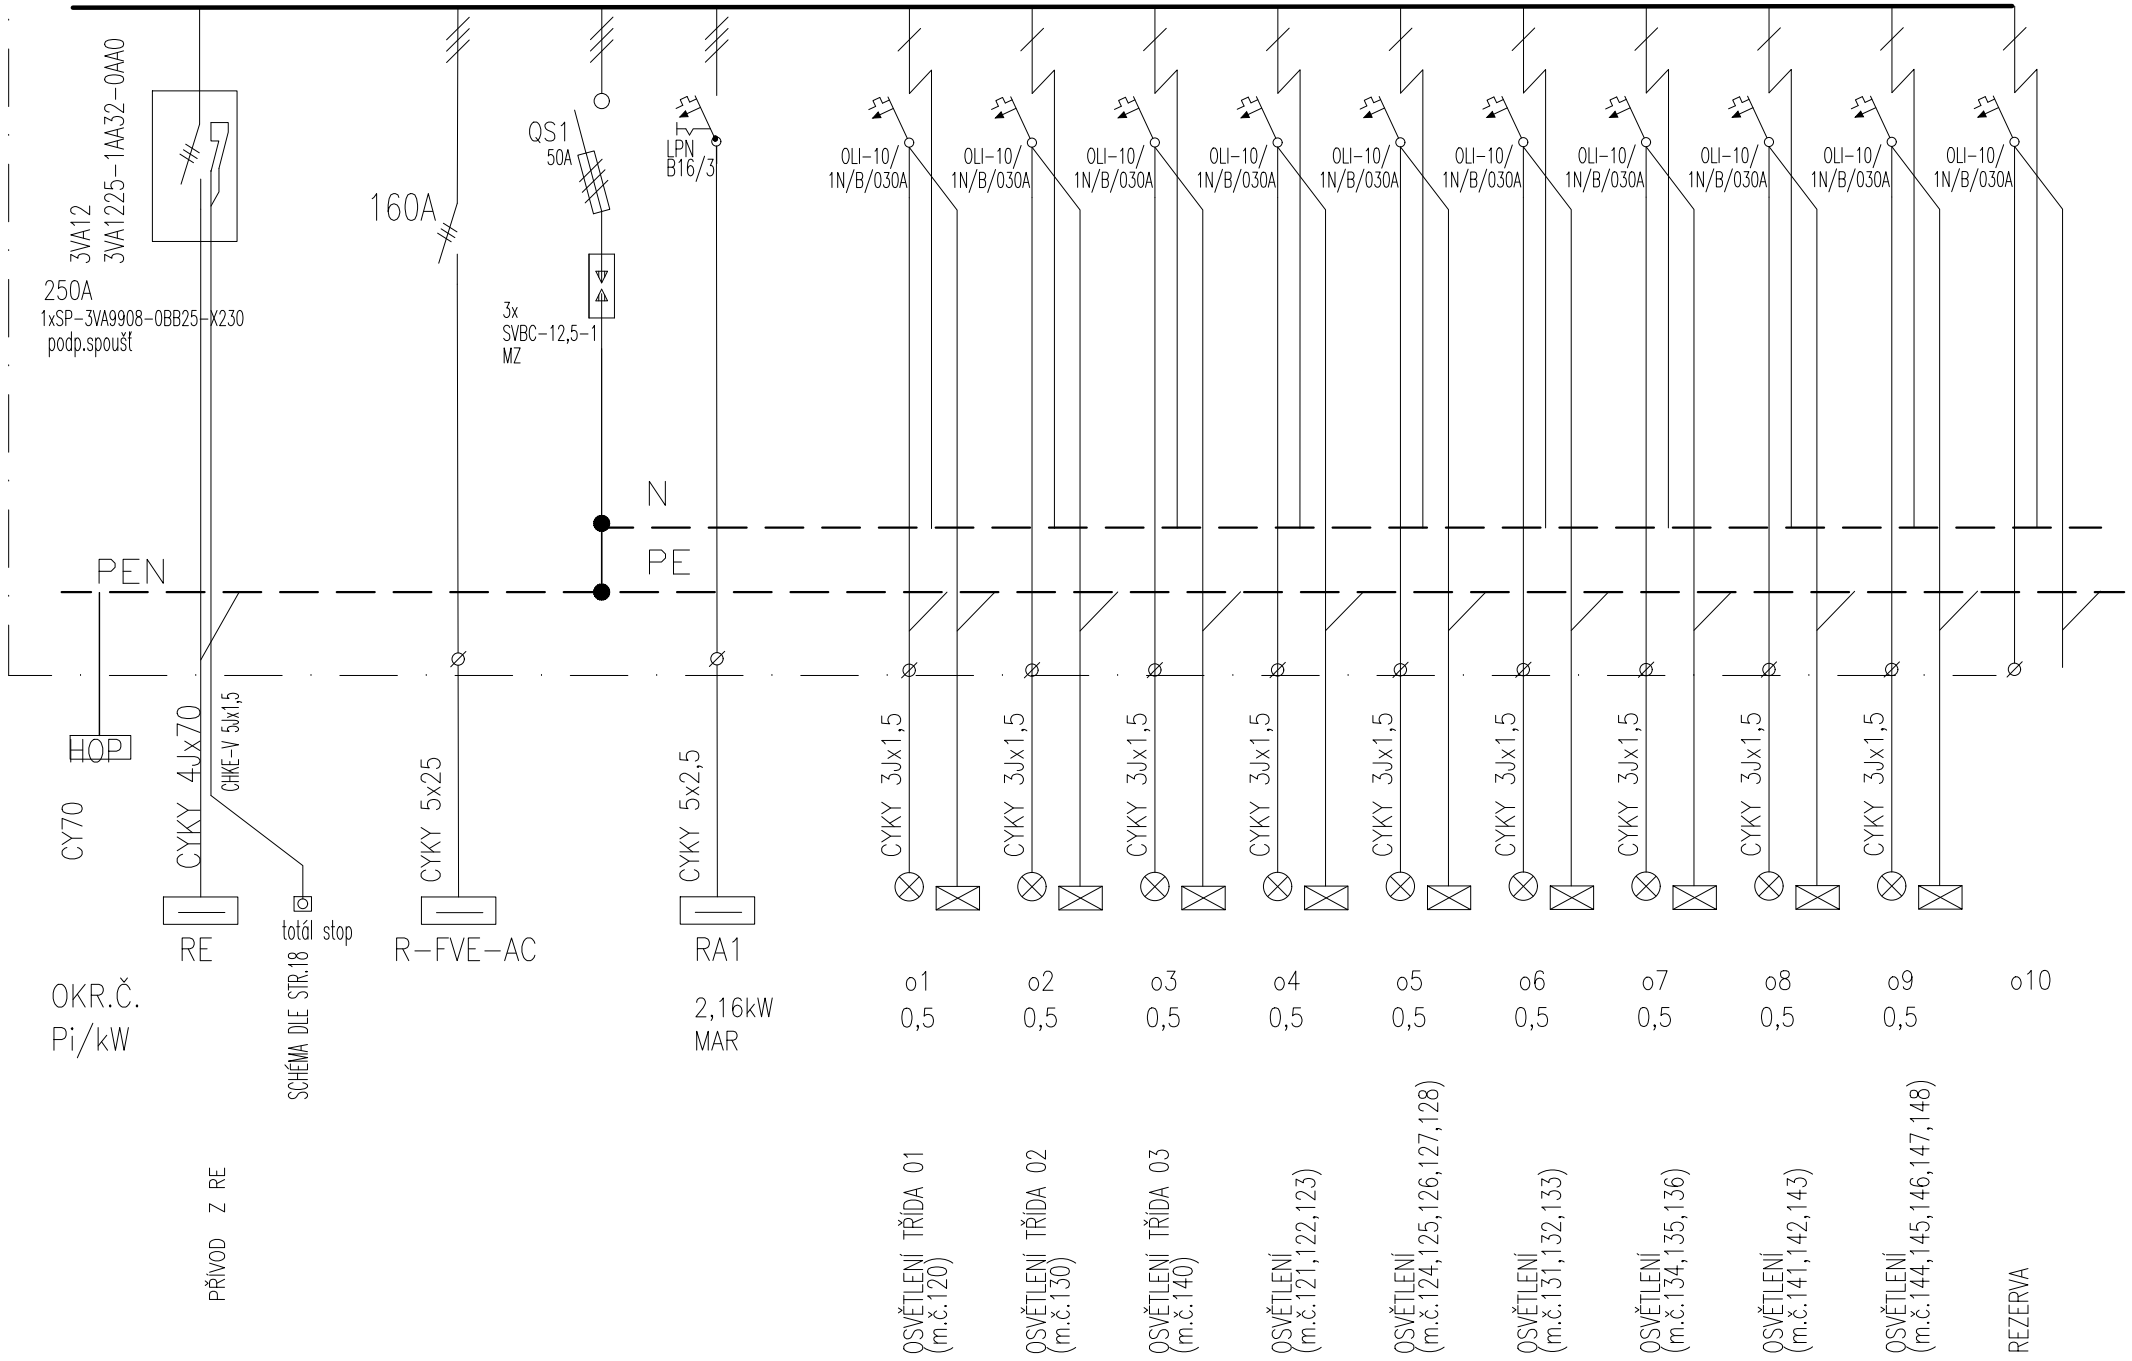 3VA12
3VA1225-1AA32-0AA0
250A
1xSP-3VA9908-0BB25-X230
podp.spoušť
160A
QS1
50A
3x
SVBC-12,5-1
MZ
LPN
B16/3
OLI-10/
1N/B/030A
OLI-10/
1N/B/030A
OLI-10/
1N/B/030A
OLI-10/
1N/B/030A
OLI-10/
1N/B/030A
OLI-10/
1N/B/030A
OLI-10/
1N/B/030A
OLI-10/
1N/B/030A
OLI-10/
1N/B/030A
OLI-10/
1N/B/030A
N
PE
PEN
HOP
CY70
CYKY 4Jx70
CHKE-V 5Jx1,5
CYKY 5x25
CYKY 5x2,5
CYKY 3Jx1,5
CYKY 3Jx1,5
CYKY 3Jx1,5
CYKY 3Jx1,5
CYKY 3Jx1,5
CYKY 3Jx1,5
CYKY 3Jx1,5
CYKY 3Jx1,5
CYKY 3Jx1,5
RE
totál stop
SCHÉMA DLE STR.18
R-FVE-AC
RA1
2,16kW
MAR
OKR.Č.
Pi/kW
o1
0,5
o2
0,5
o3
0,5
o4
0,5
o5
0,5
o6
0,5
o7
0,5
o8
0,5
o9
0,5
o10
PŘÍVOD Z RE
OSVĚTLENÍ TŘÍDA 01
(m.č.120)
OSVĚTLENÍ TŘÍDA 02
(m.č.130)
OSVĚTLENÍ TŘÍDA 03
(m.č.140)
OSVĚTLENÍ
(m.č.121,122,123)
OSVĚTLENÍ
(m.č.124,125,126,127,128)
OSVĚTLENÍ
(m.č.131,132,133)
OSVĚTLENÍ
(m.č.134,135,136)
OSVĚTLENÍ
(m.č.141,142,143)
OSVĚTLENÍ
(m.č.144,145,146,147,148)
REZERVA